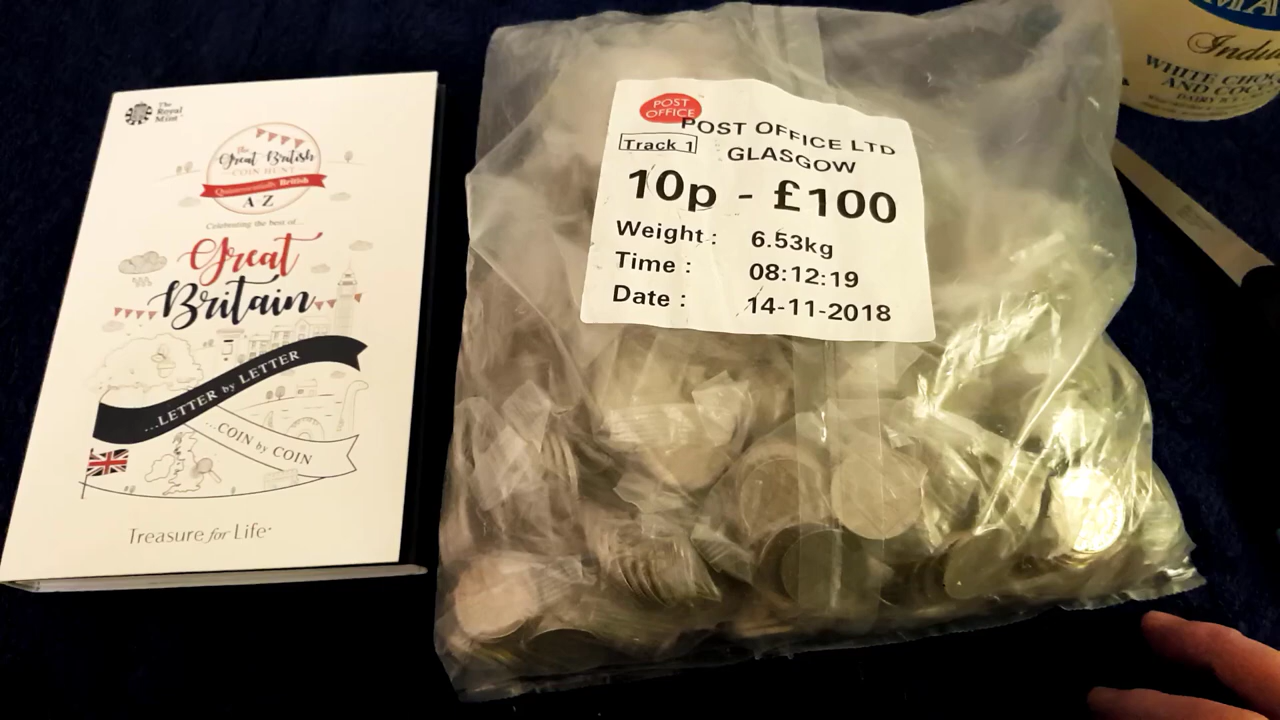 The
Royal
Mint
The
Great British
COIN HUNT
Quintessentially British
A-Z
Celebrating the best of...
Great
Britain
...LETTER by LETTER
...COIN by COIN
Treasure for Life
POST
OFFICE
POST OFFICE LTD
Track 1
GLASGOW
10p - £100
Weight : 6.53kg
Time : 08:12:19
Date : 14-11-2018
WHITE
AND